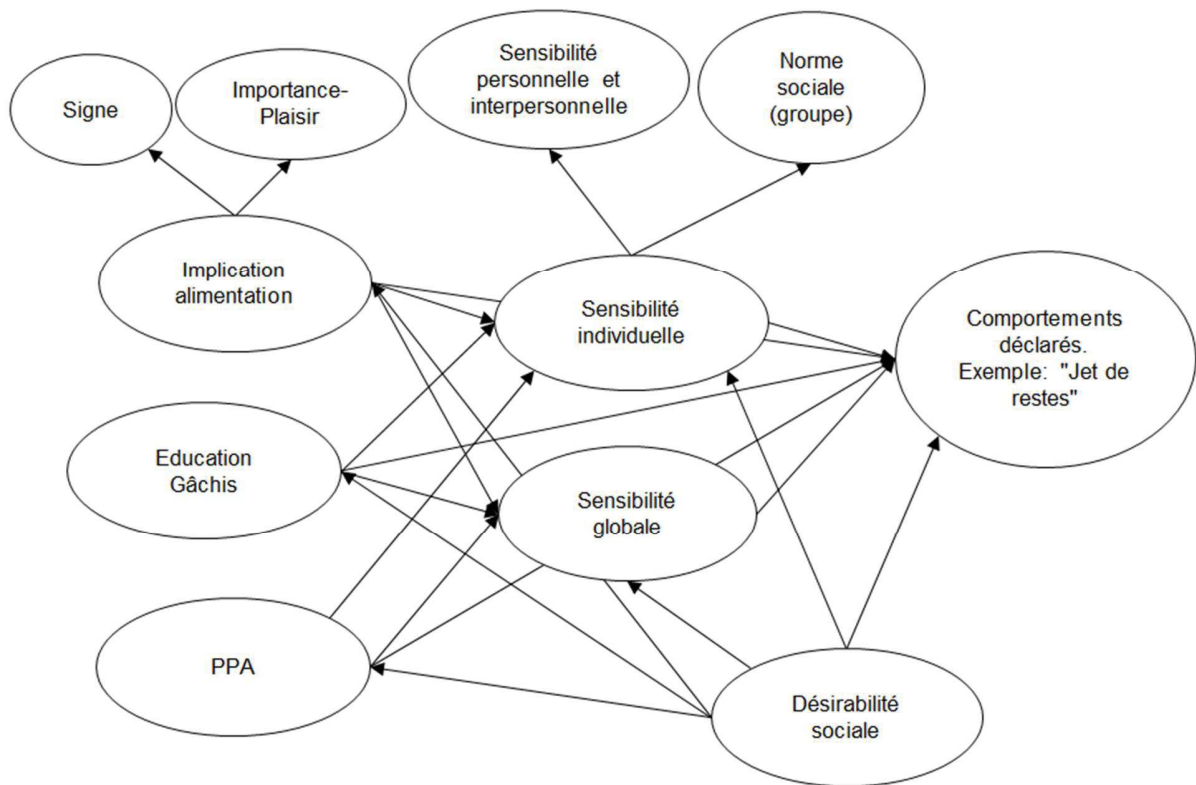 Signe
Importance-
Plaisir
Sensibilité
personnelle et
interpersonnelle
Norme
sociale
(groupe)
Implication
alimentation
Sensibilité
individuelle
Comportements
déclarés.
Exemple: "Jet de
restes"
Education
Gâchis
Sensibilité
globale
PPA
Désirabilité
sociale